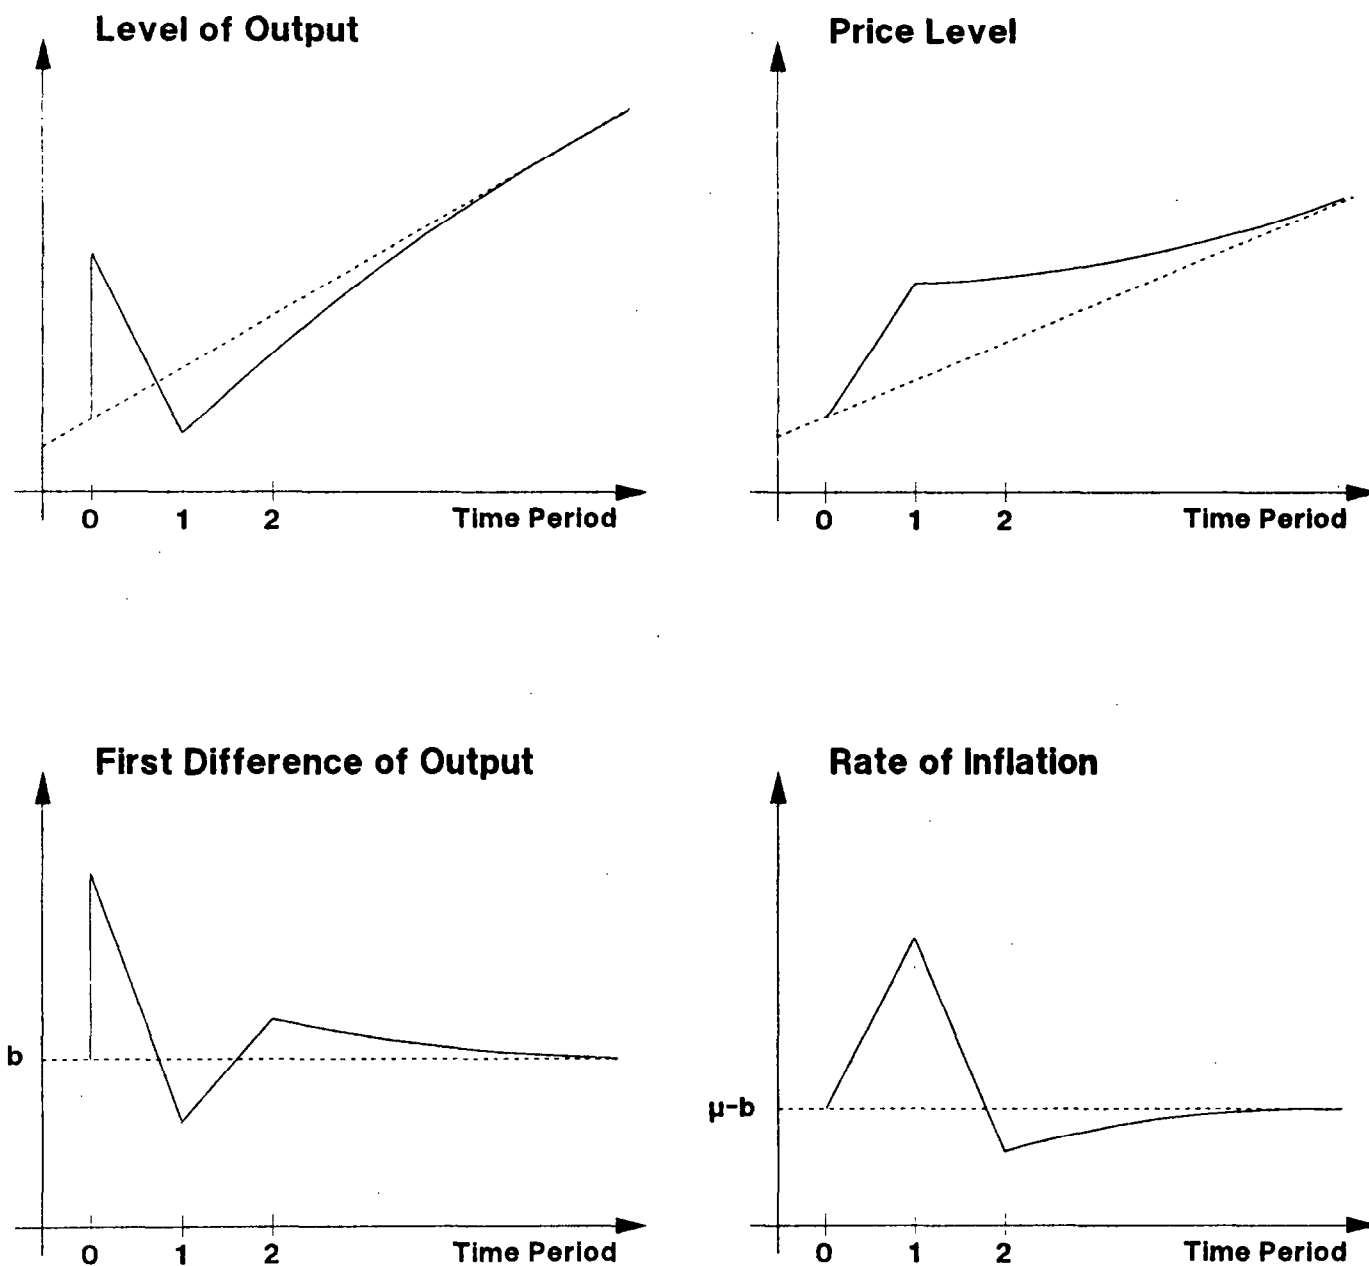 Level of Output
0 1 2 Time Period
Price Level
0 1 2 Time Period
First Difference of Output
b
0 1 2 Time Period
Rate of Inflation
μ-b
0 1 2 Time Period